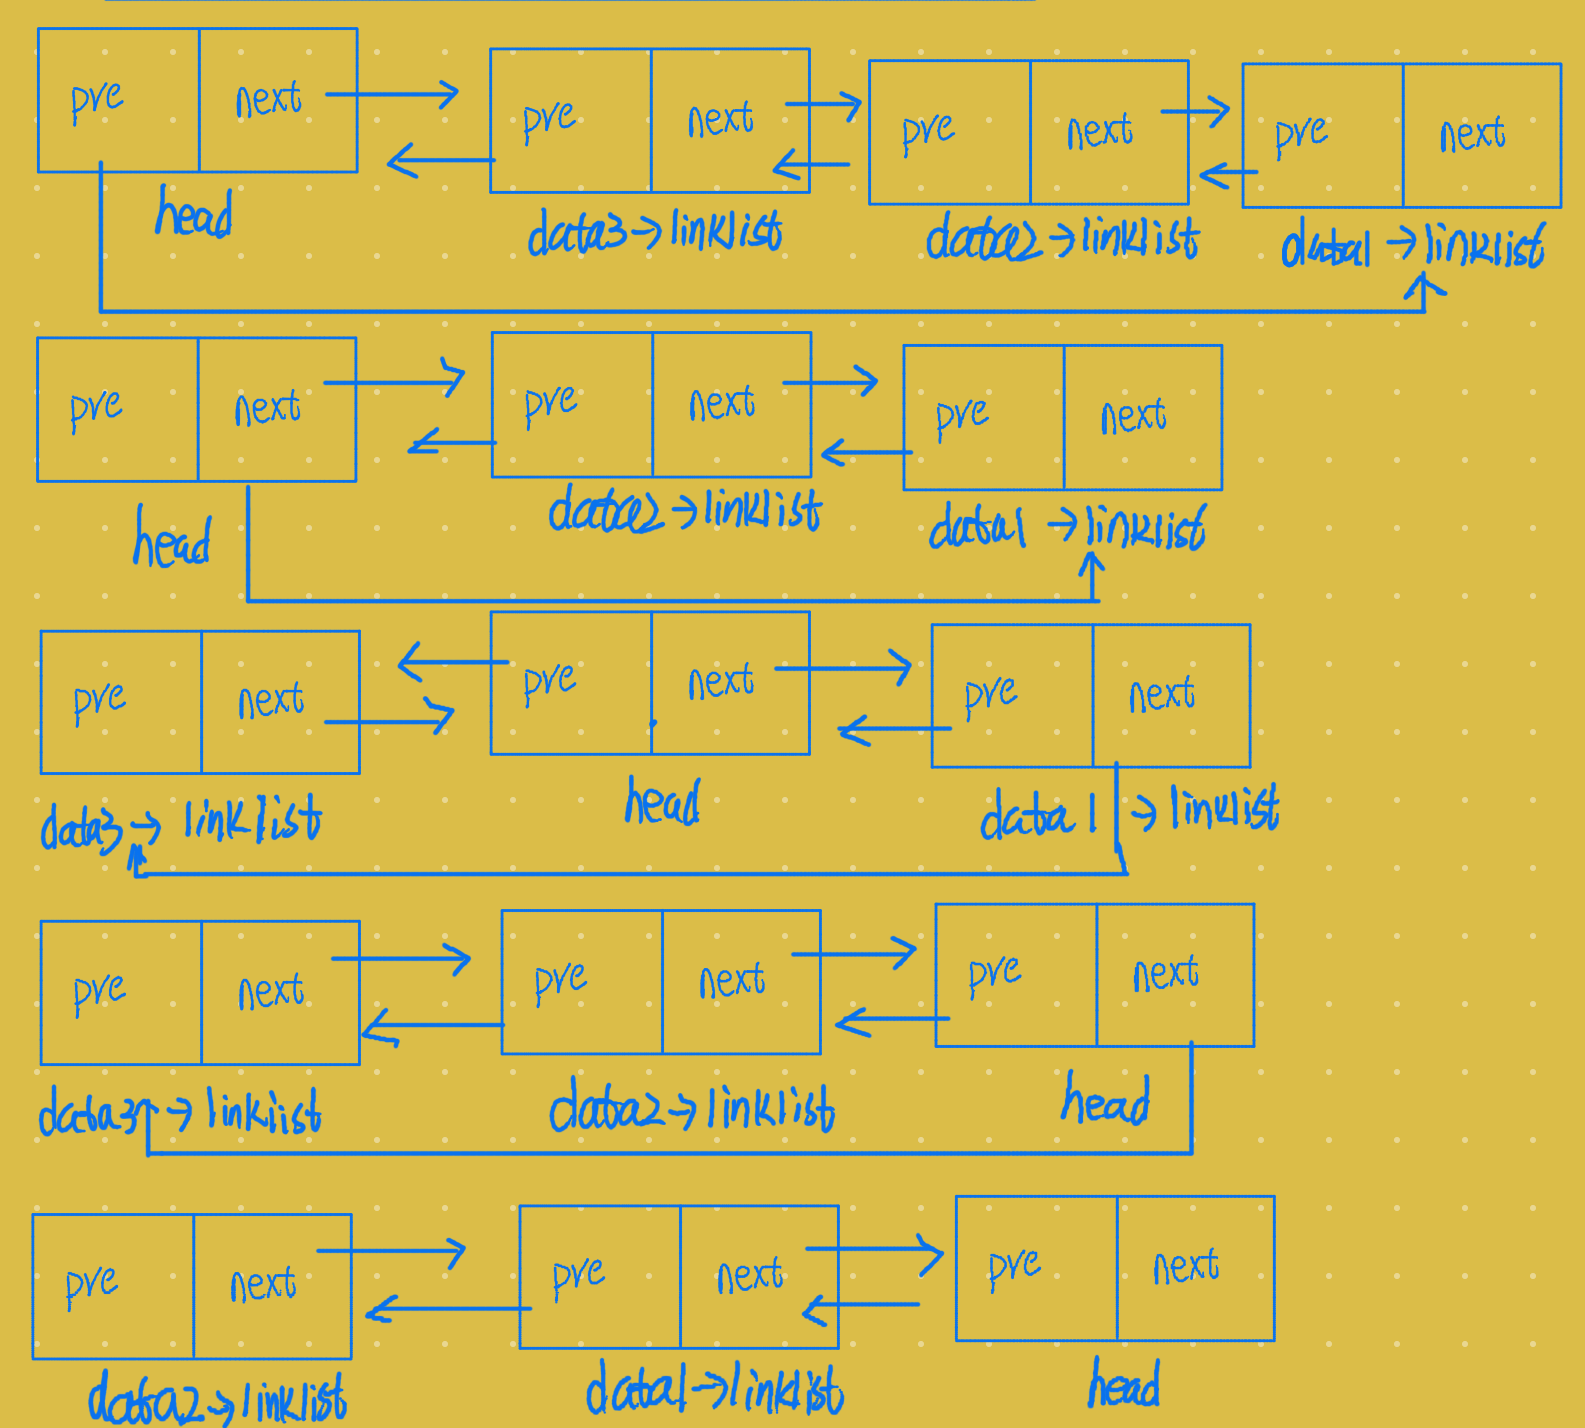 pre next pre next pre next pre next
head data3→linklist data2→linklist data1→linklist
pre next pre next pre next
head data2→linklist data1→linklist
pre next pre next pre next
data3→linklist head data1→linklist
pre next pre next pre next
data3→linklist data2→linklist head
pre next pre next pre next
data2→linklist data1→linklist head